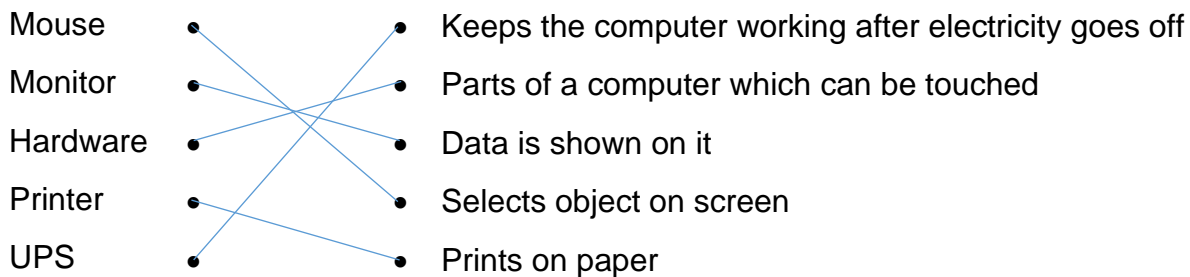 Mouse Keeps the computer working after electricity goes off
Monitor Parts of a computer which can be touched
Hardware Data is shown on it
Printer Selects object on screen
UPS Prints on paper